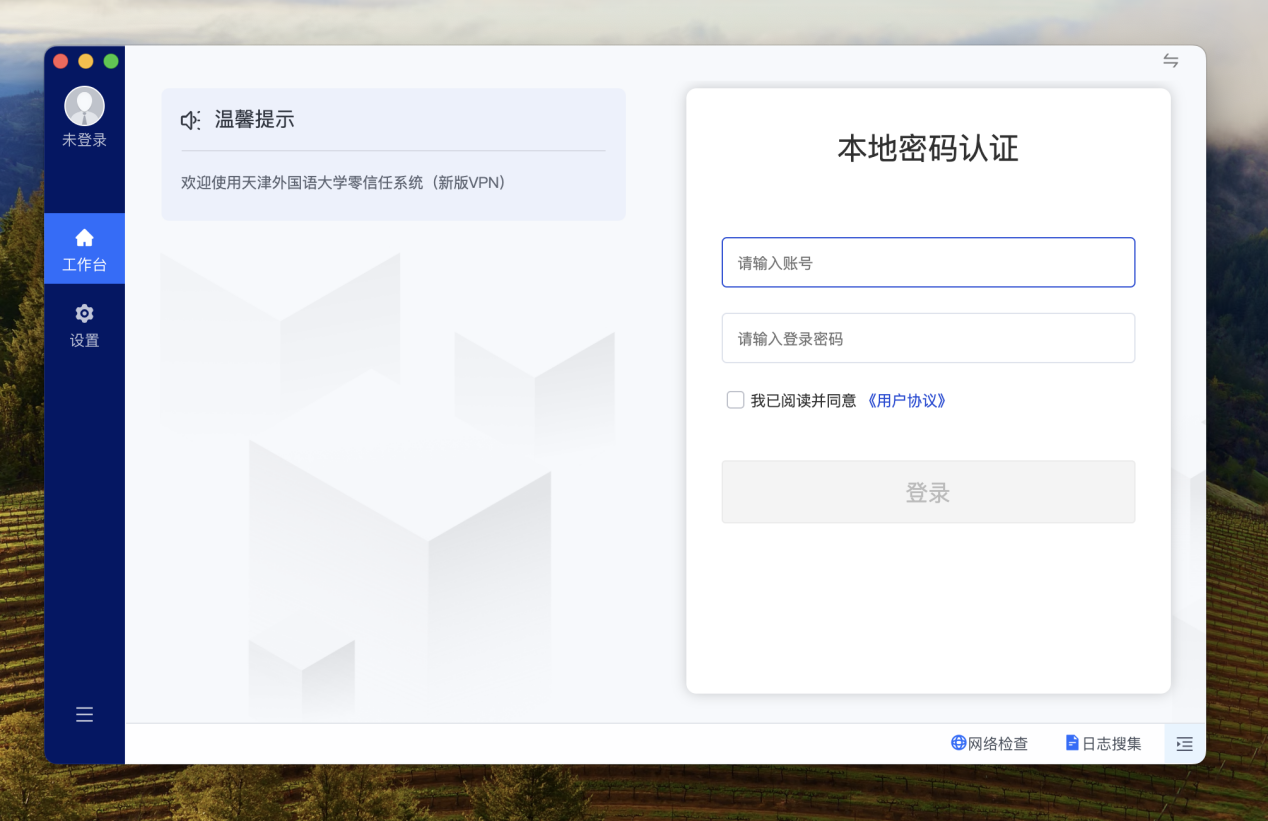 未登录
工作台
设置
温馨提示
欢迎使用天津外国语大学零信任系统（新版VPN）
本地密码认证
请输入账号
请输入登录密码
我已阅读并同意 《用户协议》
登录
网络检查 日志搜集